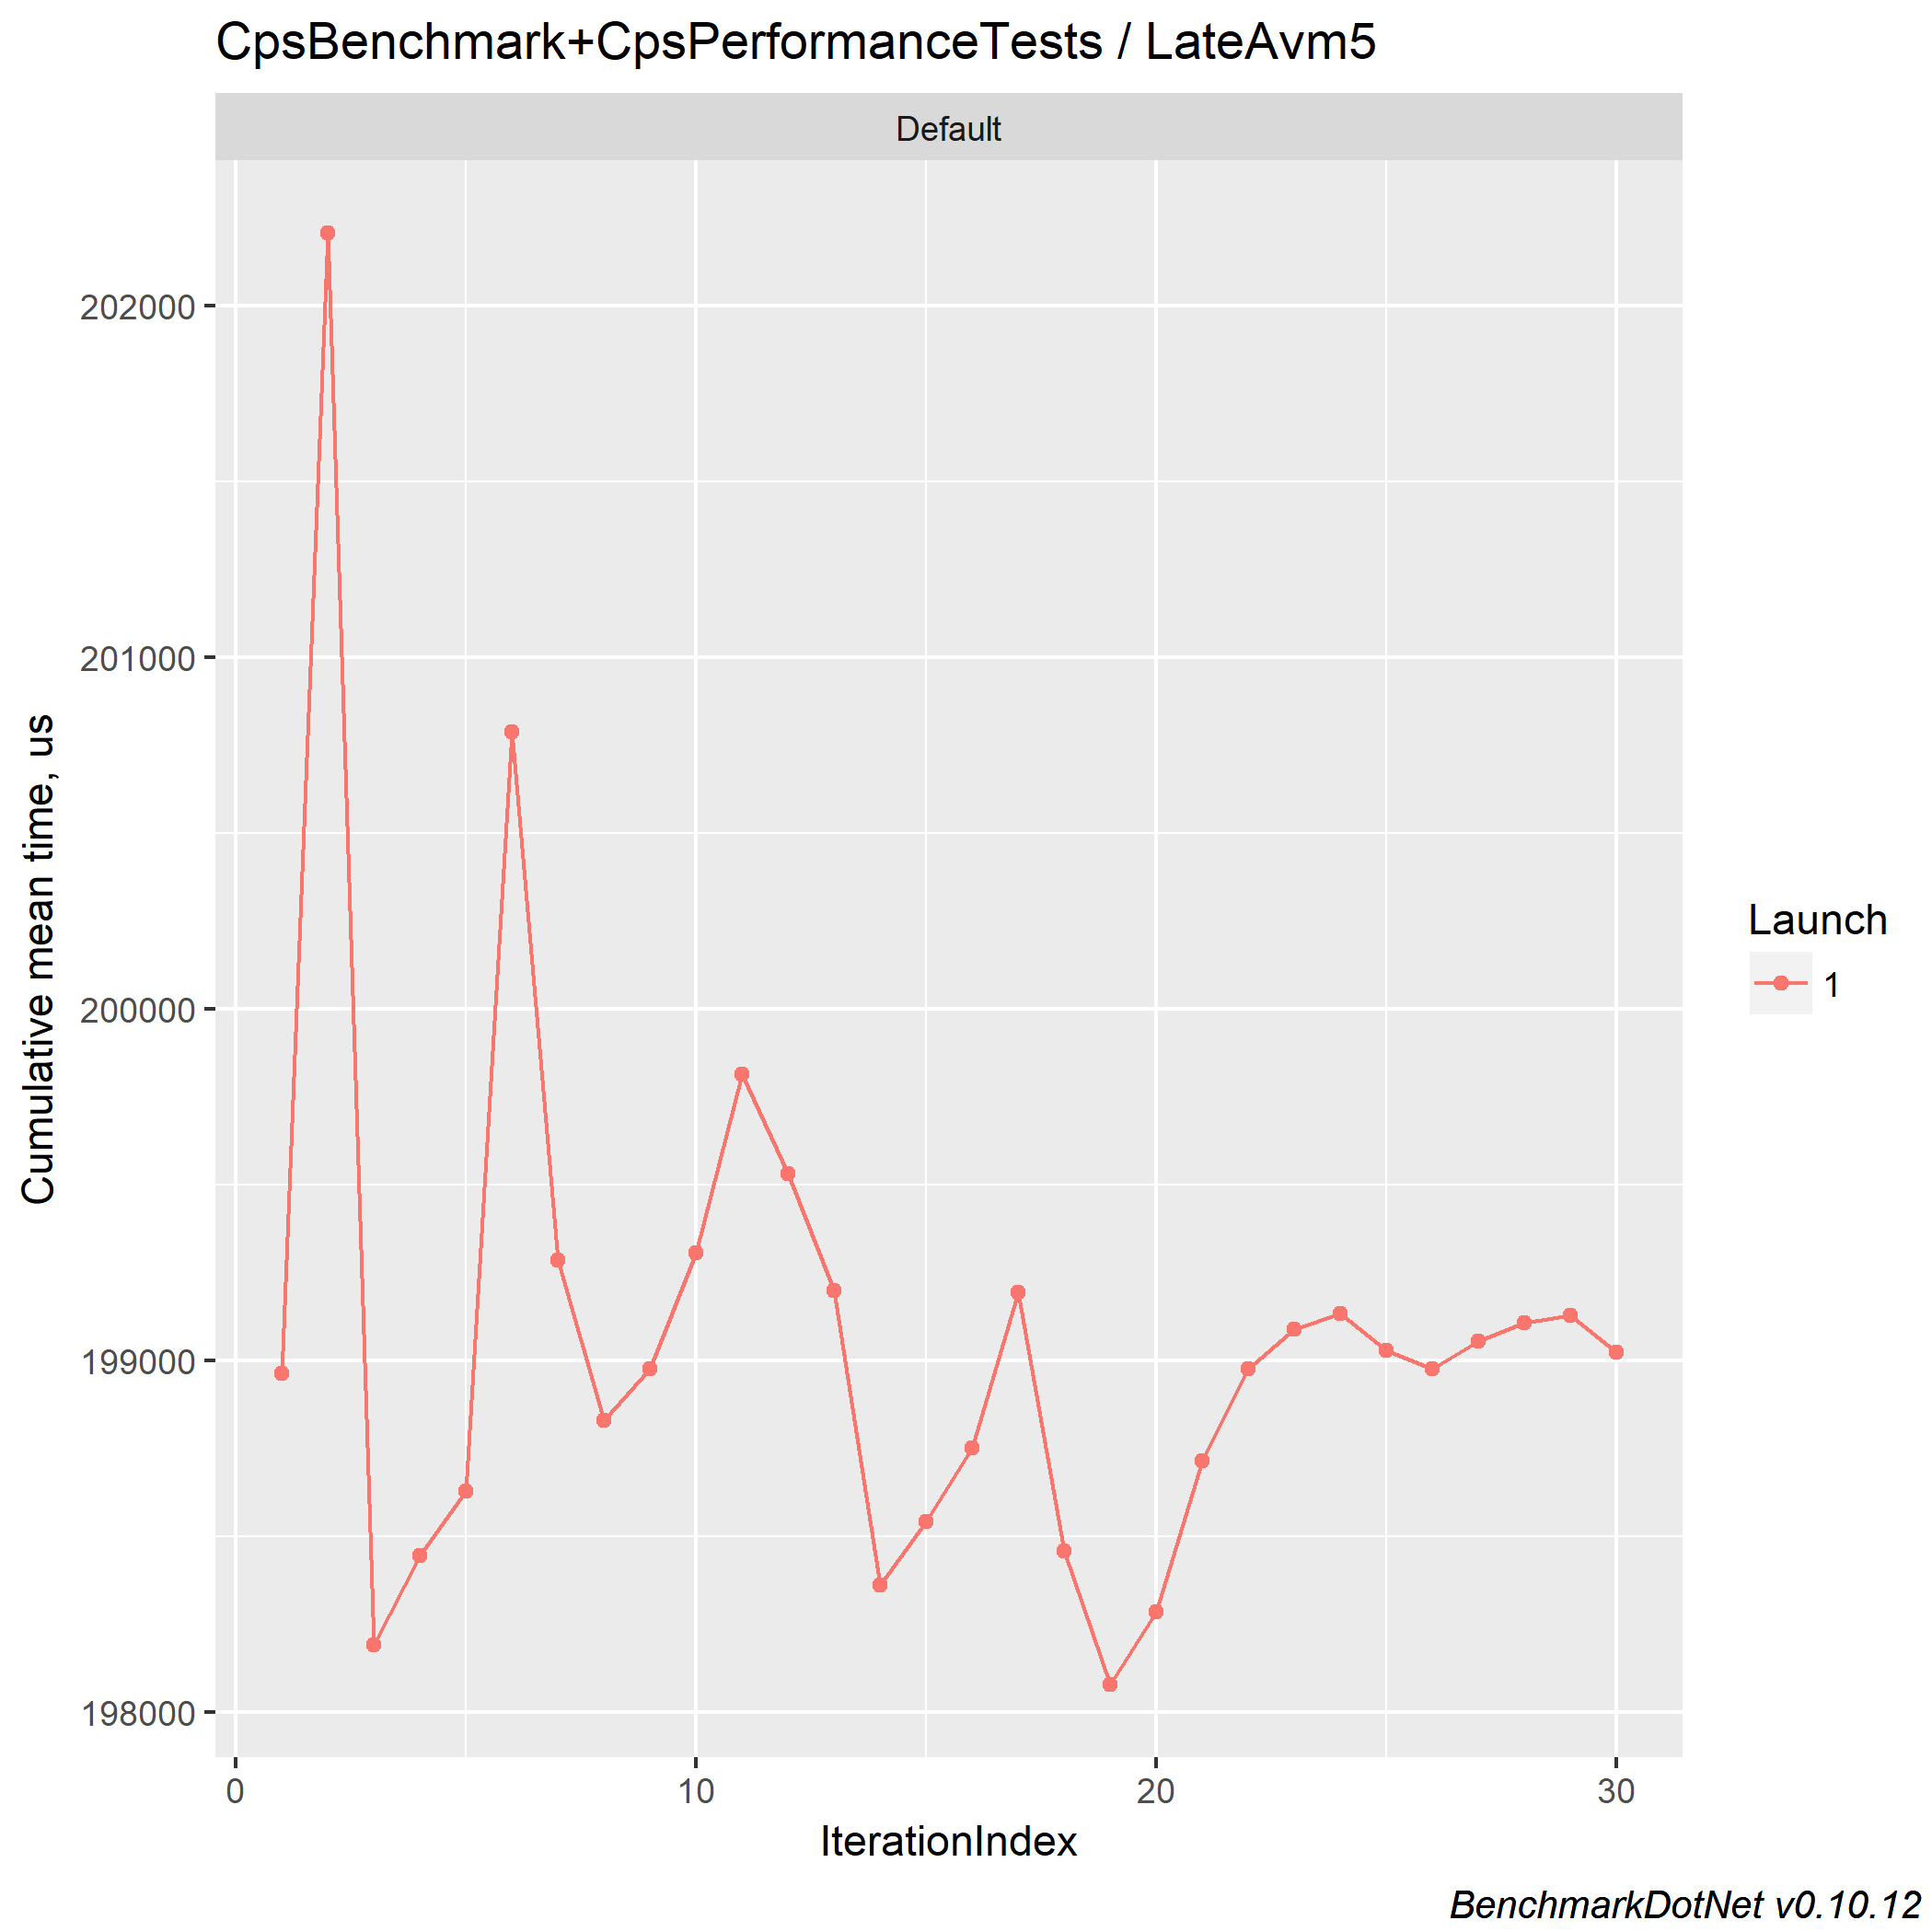 CpsBenchmark+CpsPerformanceTests / LateAvm5
Default
202000
201000
200000
199000
198000
Cumulative mean time, us
0 10 20 30
IterationIndex
Launch
1
BenchmarkDotNet v0.10.12